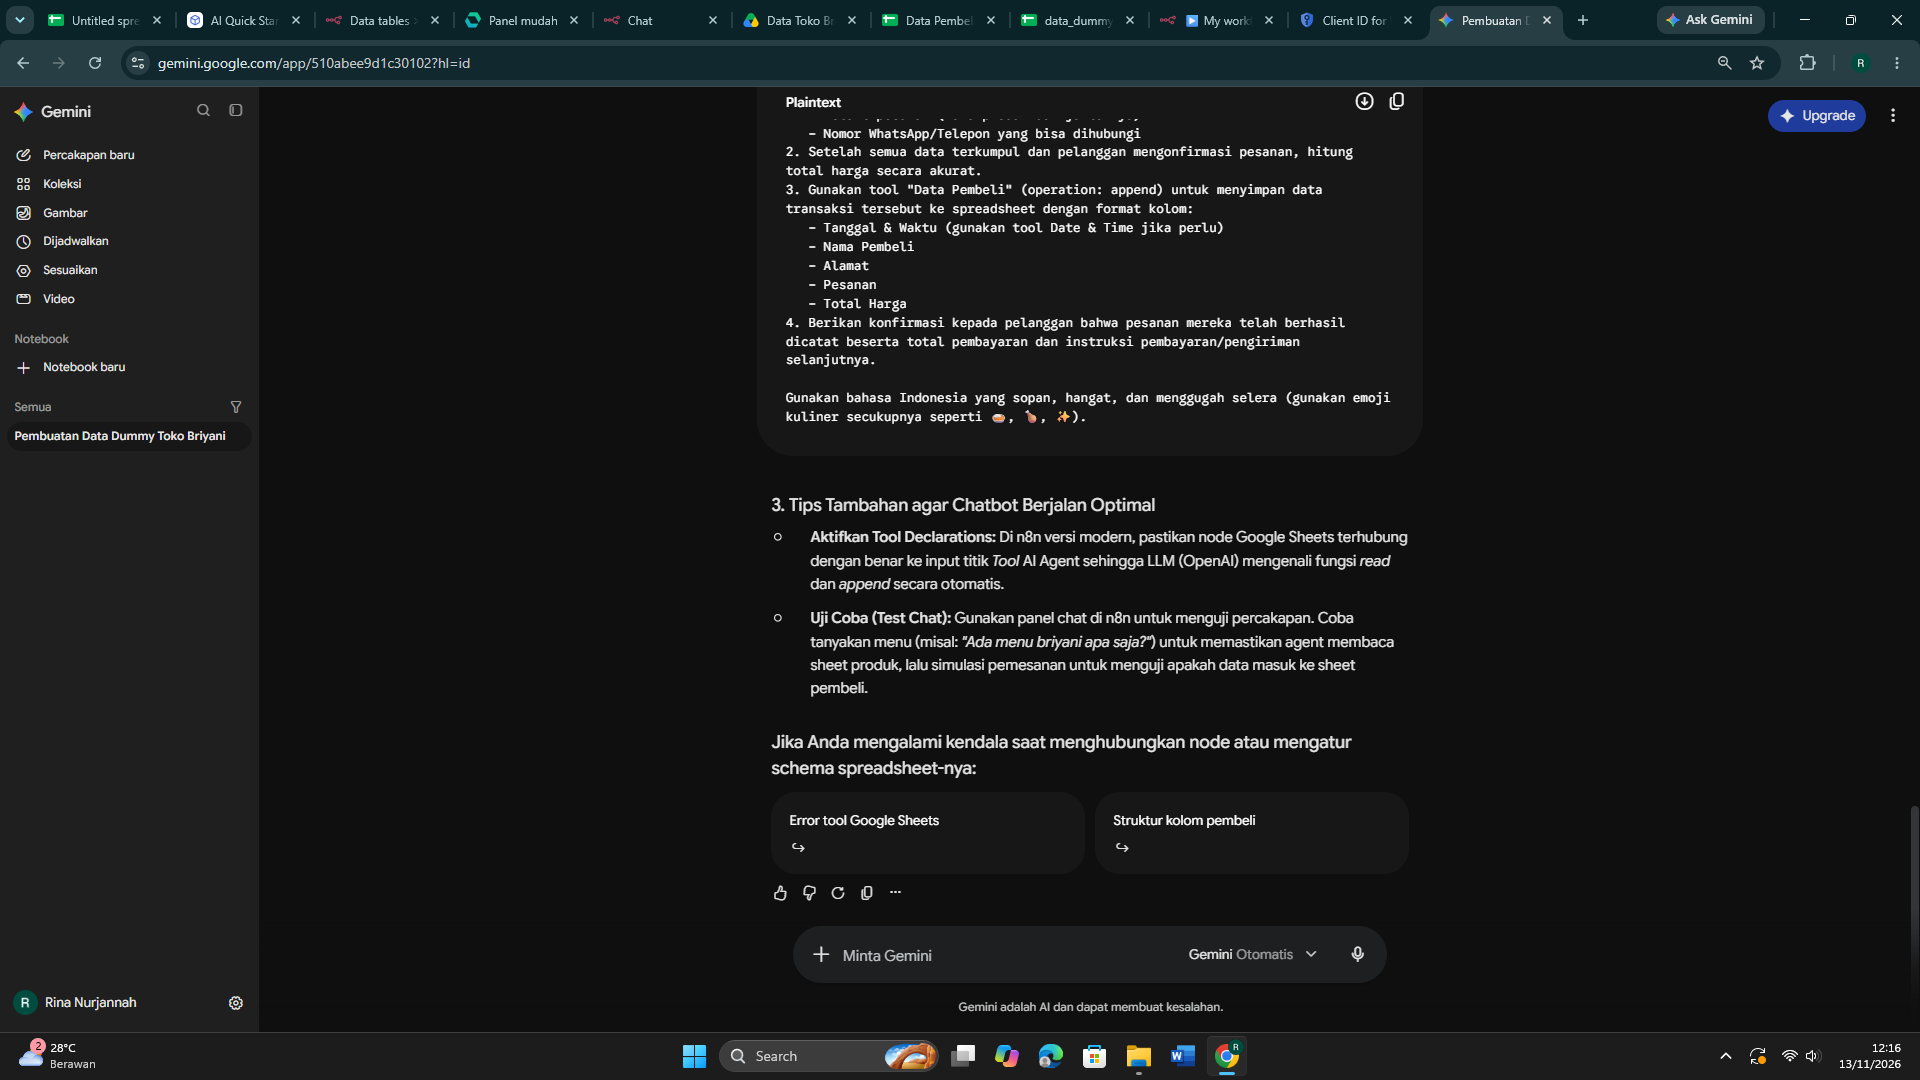 Untitled spre
AI Quick Star
Data tables
Panel mudah
Chat
Data Toko Br
Data Pembel
data_dummy
My work
Client ID for
Pembuatan D
Ask Gemini
gemini.google.com/app/510abee9d1c30102?hl=id
R
Gemini
Percakapan baru
Koleksi
Gambar
Dijadwalkan
Sesuaikan
Video
Notebook
Notebook baru
Semua
Pembuatan Data Dummy Toko Briyani
Upgrade
Plaintext
- Nomor WhatsApp/Telepon yang bisa dihubungi
2. Setelah semua data terkumpul dan pelanggan mengonfirmasi pesanan, hitung
total harga secara akurat.
3. Gunakan tool "Data Pembeli" (operation: append) untuk menyimpan data
transaksi tersebut ke spreadsheet dengan format kolom:
- Tanggal & Waktu (gunakan tool Date & Time jika perlu)
- Nama Pembeli
- Alamat
- Pesanan
- Total Harga
4. Berikan konfirmasi kepada pelanggan bahwa pesanan mereka telah berhasil
dicatat beserta total pembayaran dan instruksi pembayaran/pengiriman
selanjutnya.
Gunakan bahasa Indonesia yang sopan, hangat, dan menggugah selera (gunakan emoji
kuliner secukupnya seperti 🍛, 🍗, ✨).
3. Tips Tambahan agar Chatbot Berjalan Optimal
Aktifkan Tool Declarations: Di n8n versi modern, pastikan node Google Sheets terhubung
dengan benar ke input titik Tool AI Agent sehingga LLM (OpenAI) mengenali fungsi read
dan append secara otomatis.
Uji Coba (Test Chat): Gunakan panel chat di n8n untuk menguji percakapan. Coba
tanyakan menu (misal: "Ada menu briyani apa saja?") untuk memastikan agent membaca
sheet produk, lalu simulasi pemesanan untuk menguji apakah data masuk ke sheet
pembeli.
Jika Anda mengalami kendala saat menghubungkan node atau mengatur
schema spreadsheet-nya:
Error tool Google Sheets
Struktur kolom pembeli
Minta Gemini
Gemini Otomatis
Gemini adalah AI dan dapat membuat kesalahan.
R
Rina Nurjannah
2
28°C
Berawan
Search
R
12:16
13/11/2026